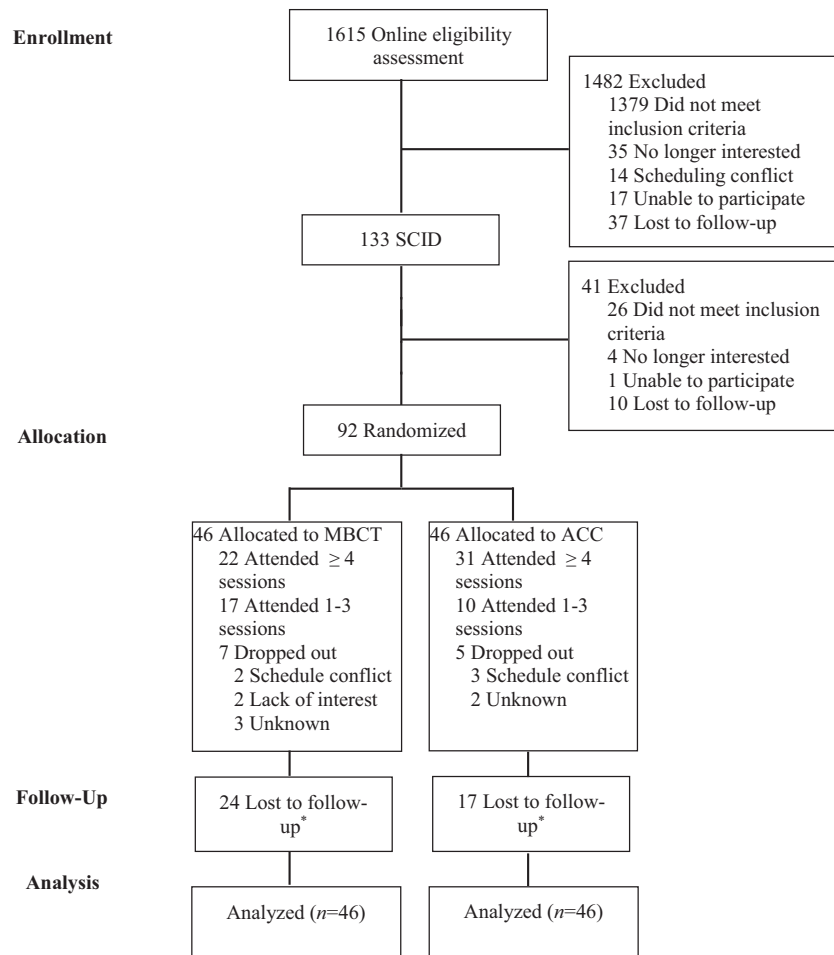 Enrollment
1615 Online eligibility
assessment
1482 Excluded
1379 Did not meet
inclusion criteria
35 No longer interested
14 Scheduling conflict
17 Unable to participate
37 Lost to follow-up
133 SCID
41 Excluded
26 Did not meet inclusion
criteria
4 No longer interested
1 Unable to participate
10 Lost to follow-up
Allocation
92 Randomized
46 Allocated to MBCT
22 Attended ≥ 4
sessions
17 Attended 1-3
sessions
7 Dropped out
2 Schedule conflict
2 Lack of interest
3 Unknown
46 Allocated to ACC
31 Attended ≥ 4
sessions
10 Attended 1-3
sessions
5 Dropped out
3 Schedule conflict
2 Unknown
Follow-Up
24 Lost to follow-
up*
17 Lost to follow-
up*
Analysis
Analyzed (n=46)
Analyzed (n=46)